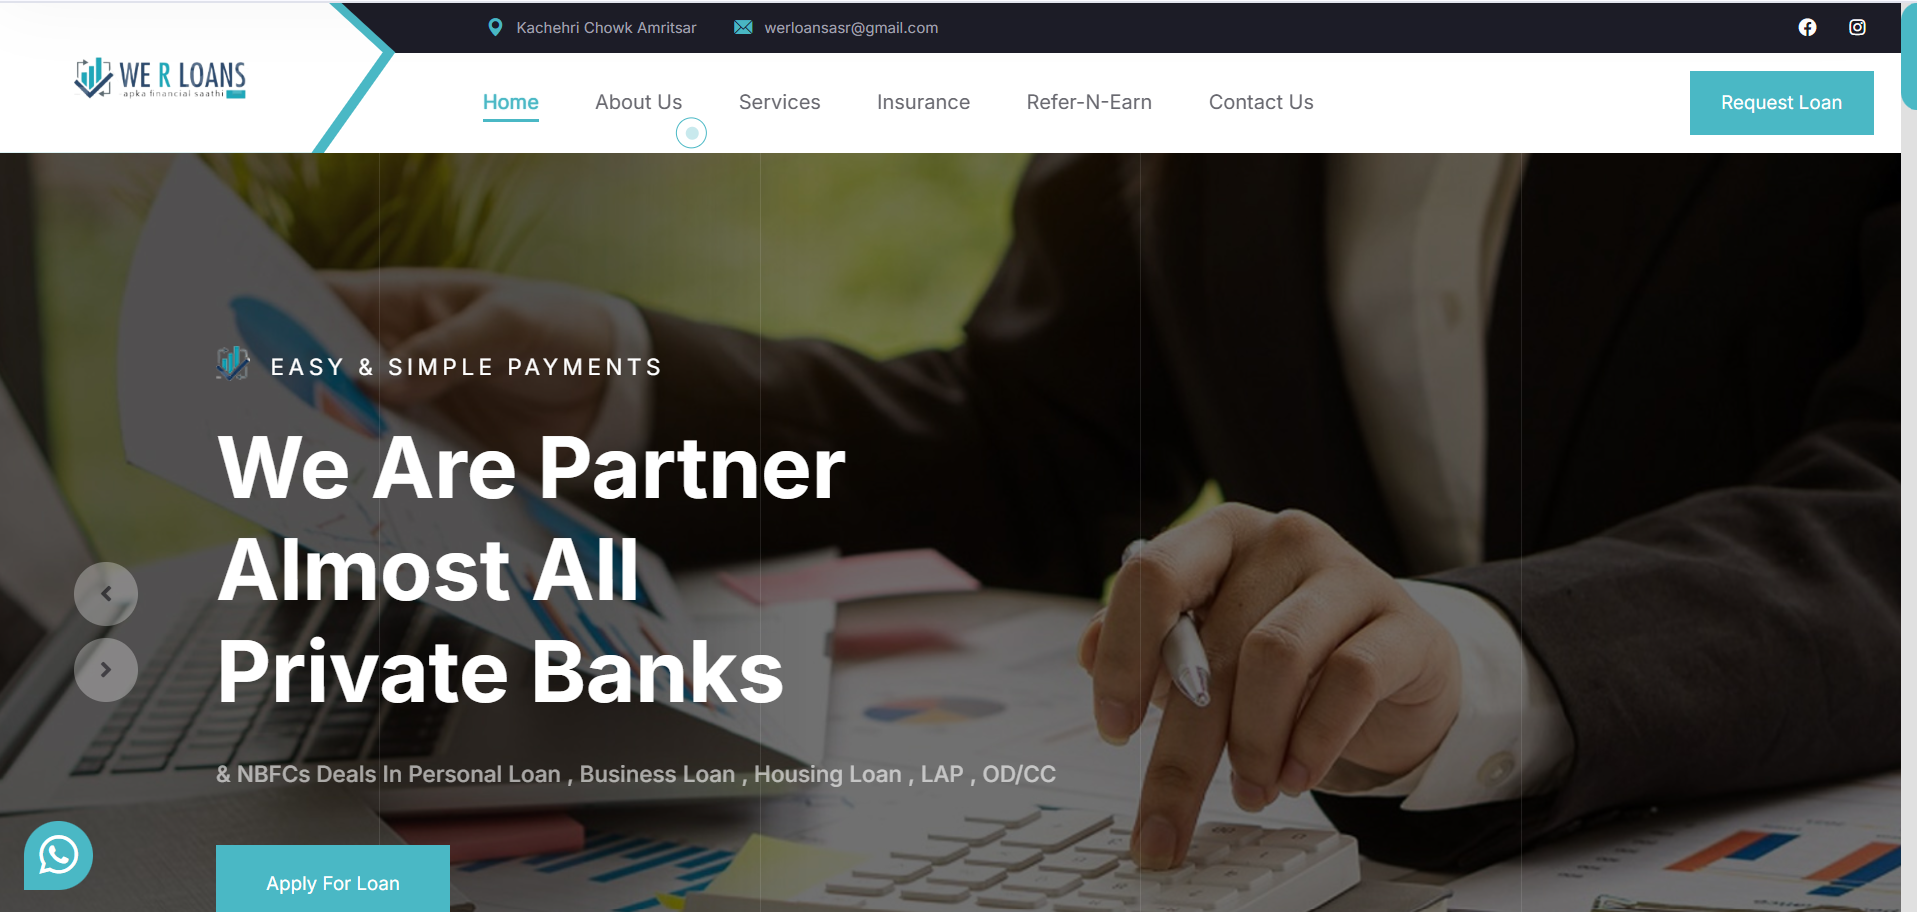 Kachehri Chowk Amritsar
werloansasr@gmail.com
WE R LOANS
apka financial saathi
Home
About Us
Services
Insurance
Refer-N-Earn
Contact Us
Request Loan
EASY & SIMPLE PAYMENTS
We Are Partner
Almost All
Private Banks
& NBFCs Deals In Personal Loan , Business Loan , Housing Loan , LAP , OD/CC
Apply For Loan